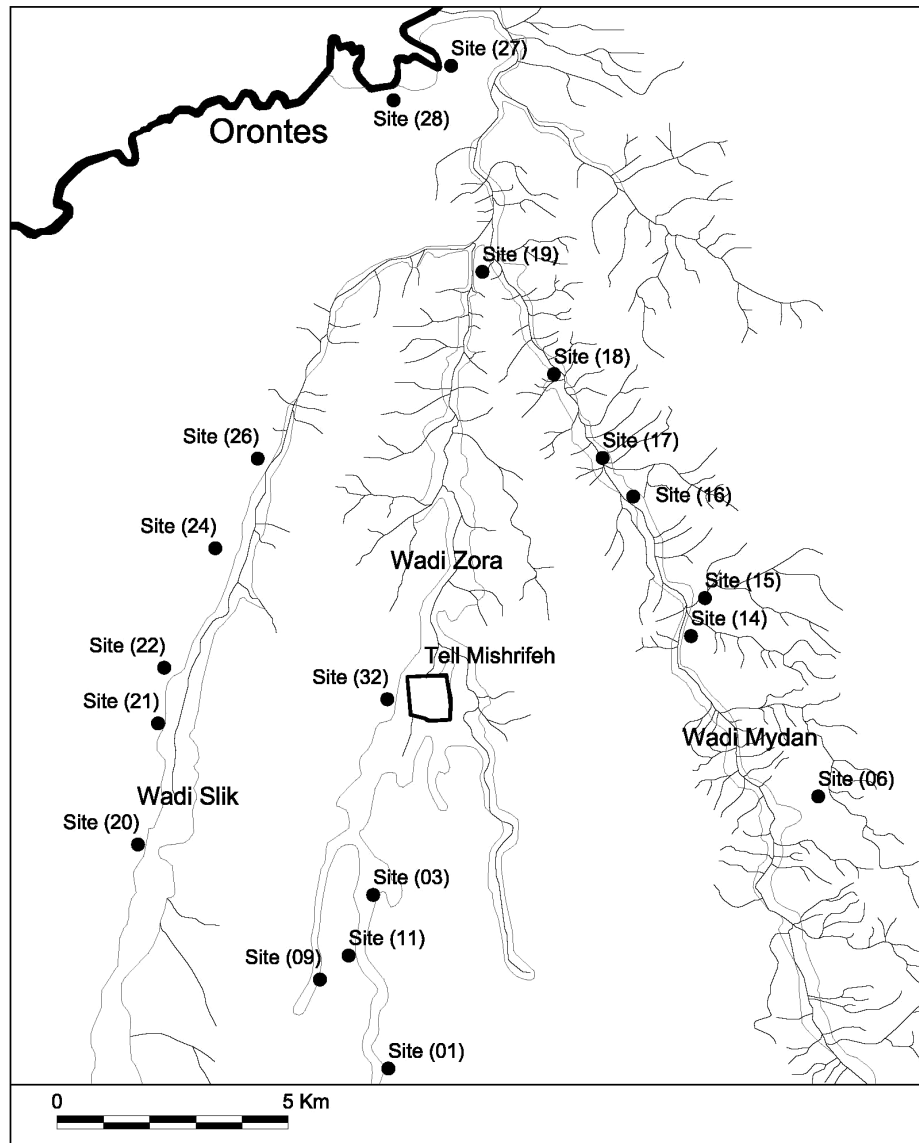 Site (27)
Site (28)
Orontes
Site (19)
Site (18)
Site (26)
Site (17)
Site (16)
Site (24)
Wadi Zora
Site (15)
Site (14)
Site (22)
Tell Mishrifeh
Site (32)
Site (21)
Wadi Mydan
Site (06)
Wadi Slik
Site (20)
Site (03)
Site (11)
Site (09)
Site (01)
0 5 Km